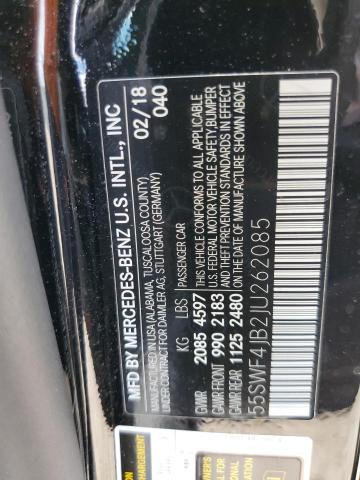 MFD BY MERCEDES-BENZ U.S. INTL., INC
MANUFACTURED IN USA (ALABAMA, TUSCALOOSA COUNTY)
CONTRACTED FOR DAIMLER AG, STUTTGART (GERMANY)
02/18
040
PASSENGER CAR
KG LBS
GVWR 2085 4597
GAWR FRONT 990 2183
GAWR REAR 1125 2480
THIS VEHICLE CONFORMS TO ALL APPLICABLE
U.S. FEDERAL MOTOR VEHICLE SAFETY,BUMPER
AND THEFT PREVENTION STANDARDS IN EFFECT
ON THE DATE OF MANUFACTURE SHOWN ABOVE
55SWF4JB2JU262085